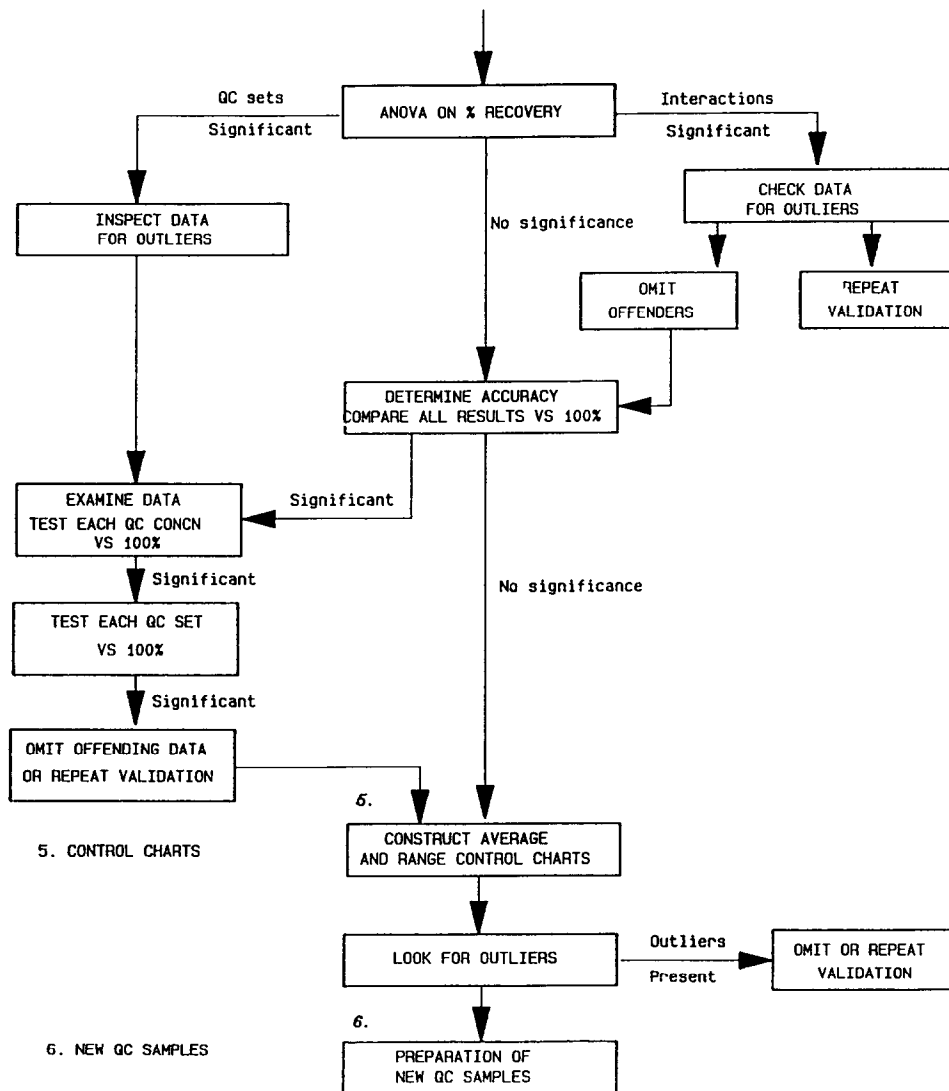 QC sets
Significant
ANOVA ON % RECOVERY
Interactions
Significant
CHECK DATA
FOR OUTLIERS
INSPECT DATA
FOR OUTLIERS
No significance
OMIT
OFFENDERS
REPEAT
VALIDATION
DETERMINE ACCURACY
COMPARE ALL RESULTS VS 100%
EXAMINE DATA
TEST EACH QC CONCN
VS 100%
Significant
Significant
No significance
TEST EACH QC SET
VS 100%
Significant
OMIT OFFENDING DATA
OR REPEAT VALIDATION
5.
5. CONTROL CHARTS
CONSTRUCT AVERAGE
AND RANGE CONTROL CHARTS
LOOK FOR OUTLIERS
Outliers
Present
OMIT OR REPEAT
VALIDATION
6.
6. NEW QC SAMPLES
PREPARATION OF
NEW QC SAMPLES